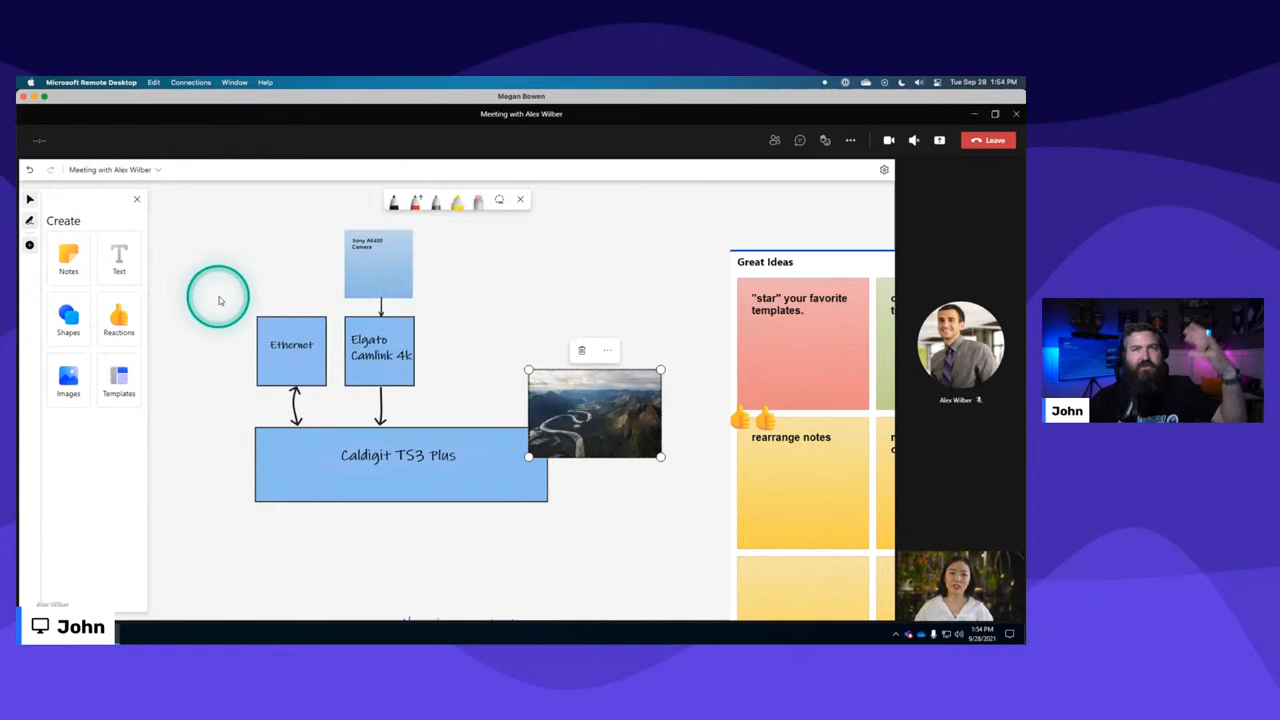 Microsoft Remote Desktop Edit Connections Window Help Tue Sep 28 1:54 PM
Megan Bowen
Meeting with Alex Wilber
Leave
Meeting with Alex Wilber
Create
Notes
Text
Shapes
Reactions
Images
Templates
Sony A6400
Camera
Ethernet
Elgato
Camlink 4k
Caldigit TS3 Plus
Great Ideas
"star" your favorite
templates.
rearrange notes
Alex Wilber
John
Alex Wilber
John
1:54 PM
9/28/2021